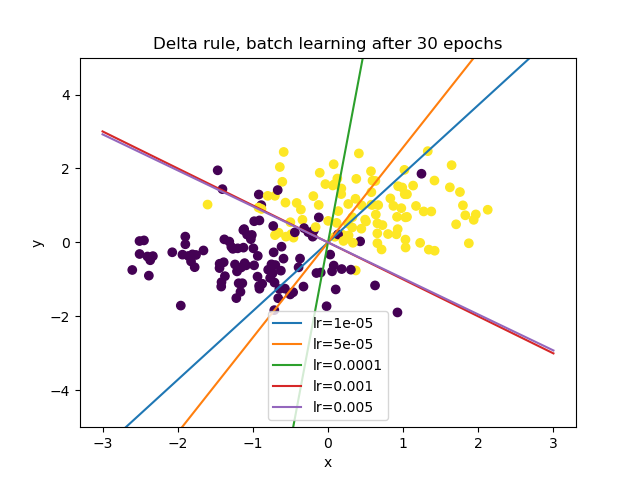 Delta rule, batch learning after 30 epochs
y
4
2
0
−2
−4
lr=1e-05
lr=5e-05
lr=0.0001
lr=0.001
lr=0.005
−3 −2 −1 0 1 2 3
x